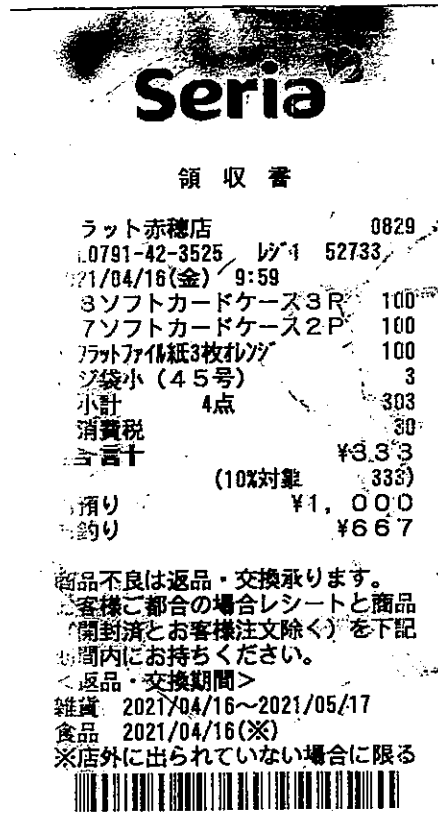 Seria
領収書
ラット赤穂店 0829
0791-42-3525 レジ1 52733
21/04/16(金) 9:59
8ソフトカードケース3R 100
7ソフトカードケース2P 100
フラットファイル紙3枚オレンジ 100
ジ袋小(45号) 3
小計 4点 303
消費税 30
合計 ¥333
(10%対象 333)
預り ¥1,000
釣り ¥667
商品不良は返品・交換承ります。
客様ご都合の場合レシートと商品
開封済とお客様注文除く)を下記
間内にお持ちください。
<返品・交換期間>
雑貨 2021/04/16~2021/05/17
食品 2021/04/16(※)
※店外に出られていない場合に限る